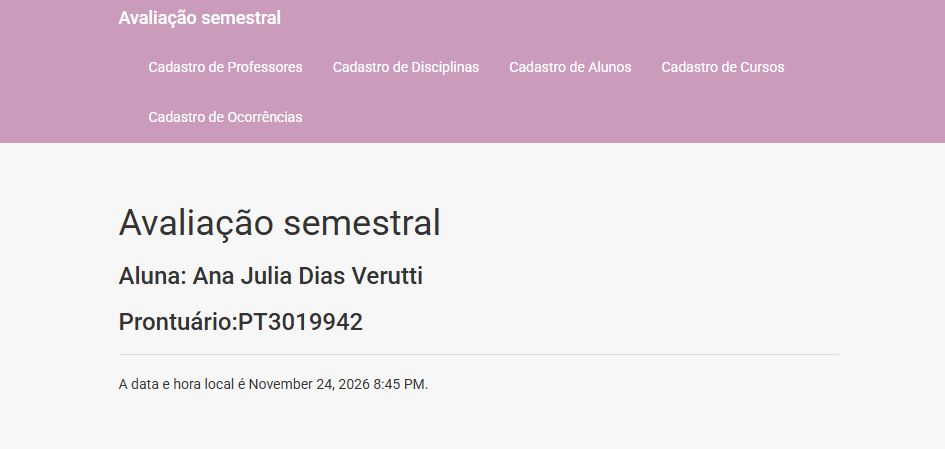 Avaliação semestral
Cadastro de Professores Cadastro de Disciplinas Cadastro de Alunos Cadastro de Cursos
Cadastro de Ocorrências
Avaliação semestral
Aluna: Ana Julia Dias Verutti
Prontuário:PT3019942
A data e hora local é November 24, 2026 8:45 PM.